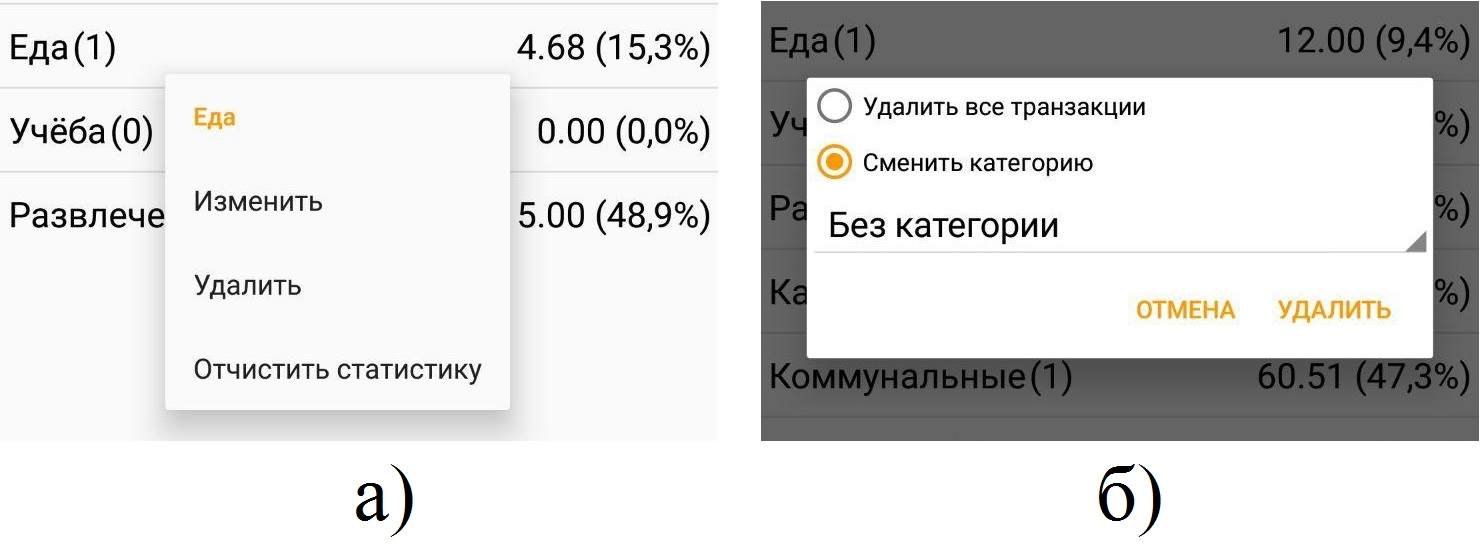 Еда(1) 4.68 (15,3%)
Еда
Учёба(0) 0.00 (0,0%)
Изменить
Развлече 5.00 (48,9%)
Удалить
Отчистить статистику
а)
Еда(1) 12.00 (9,4%)
Удалить все транзакции
Уч %)
Сменить категорию
Ра %)
Без категории
Ка %)
ОТМЕНА УДАЛИТЬ
Коммунальные(1) 60.51 (47,3%)
б)